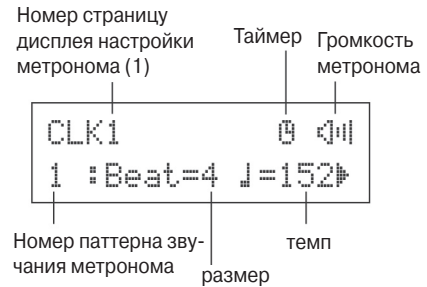 Номер страницу
дисплея настройки
метронома (1)
Таймер
Громкость
метронома
CLK1
1 :Beat=4 ♩=152
Номер паттерна зву-
чания метронома
размер
темп